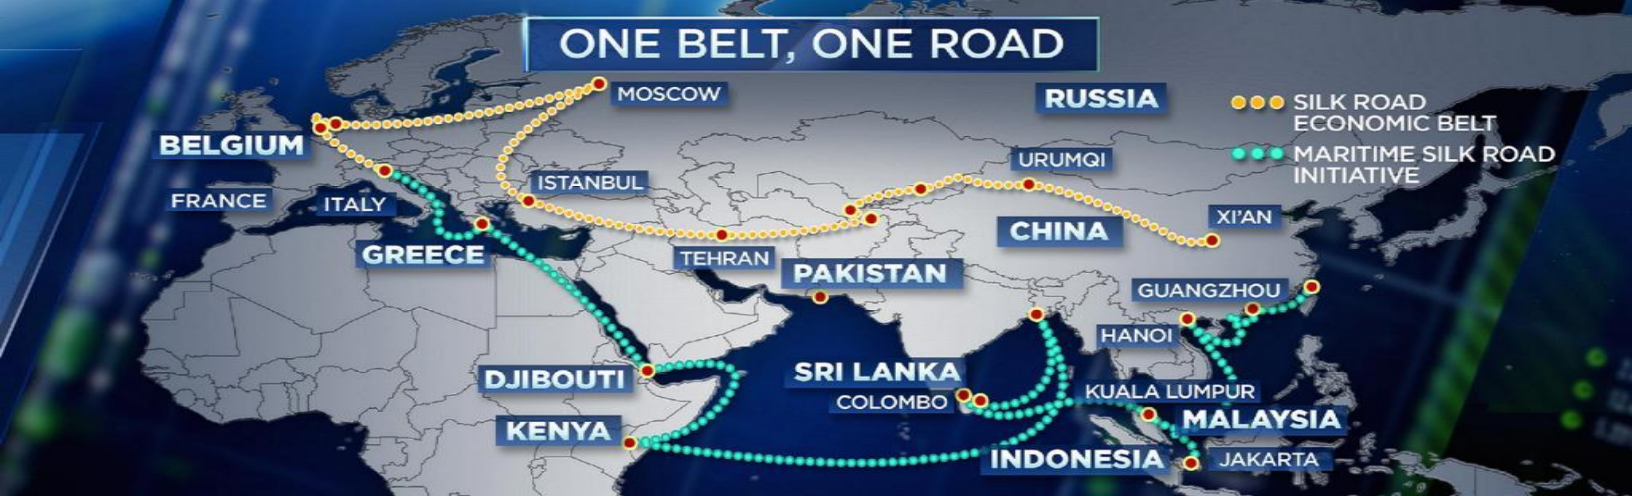 ONE BELT, ONE ROAD
MOSCOW
RUSSIA
SILK ROAD
ECONOMIC BELT
MARITIME SILK ROAD
INITIATIVE
BELGIUM
URUMQI
FRANCE
ITALY
ISTANBUL
XI'AN
CHINA
GREECE
TEHRAN
PAKISTAN
GUANGZHOU
HANOI
DJIBOUTI
SRI LANKA
COLOMBO
KUALA LUMPUR
MALAYSIA
KENYA
INDONESIA
JAKARTA